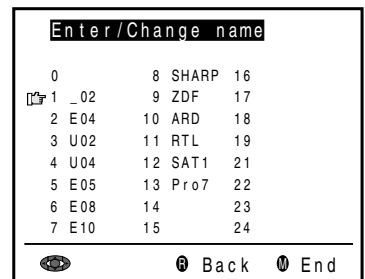 Enter/Change name
0 8 SHARP 16
1 _02 9 ZDF 17
2 E04 10 ARD 18
3 U02 11 RTL 19
4 U04 12 SAT1 21
5 E05 13 Pro7 22
6 E08 14 23
7 E10 15 24
R Back M End